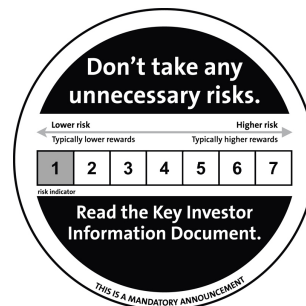 Don't take any
unnecessary risks.
Lower risk Higher risk
Typically lower rewards Typically higher rewards
1 2 3 4 5 6 7
risk indicator
Read the Key Investor
Information Document.
THIS IS A MANDATORY ANNOUNCEMENT